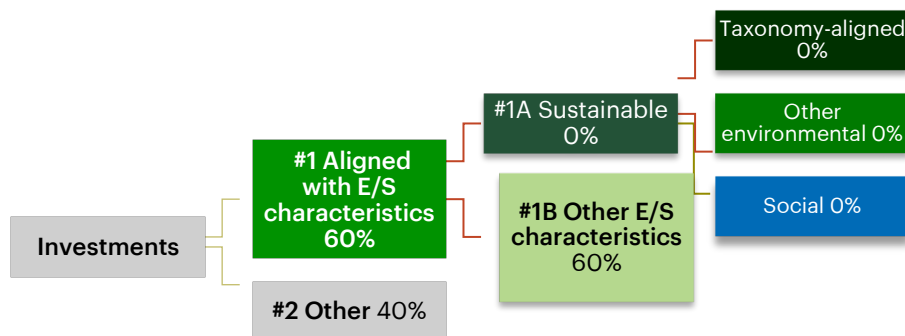 Investments
#1 Aligned
with E/S
characteristics
60%
#2 Other 40%
#1A Sustainable
0%
#1B Other E/S
characteristics
60%
Taxonomy-aligned
0%
Other
environmental 0%
Social 0%